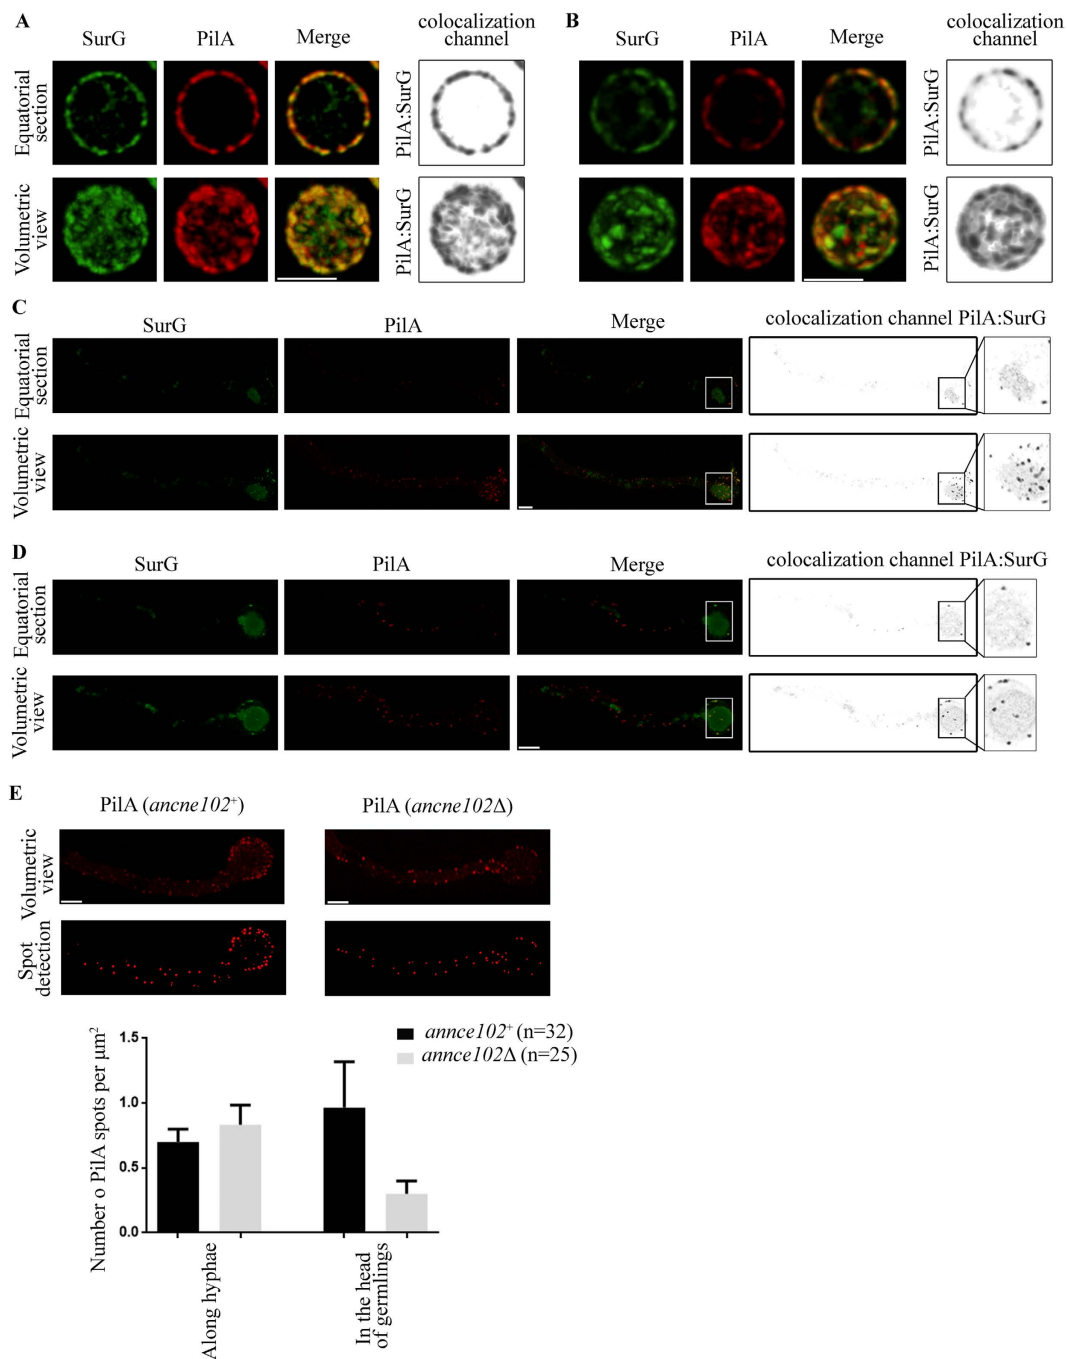 A
SurG
PilA
Merge
colocalization
channel
Equatorial
section
PilA:SurG
Volumetric
view
PilA:SurG
B
SurG
PilA
Merge
colocalization
channel
PilA:SurG
PilA:SurG
C
SurG
PilA
Merge
colocalization channel PilA:SurG
Equatorial
section
Volumetric
view
D
SurG
PilA
Merge
colocalization channel PilA:SurG
Equatorial
section
Volumetric
view
E
PilA (ancne102⁺)
PilA (ancne102Δ)
Volumetric
view
Spot
detection
Number o PilA spots per µm²
1.5
1.0
0.5
0.0
annce102⁺ (n=32)
annce102Δ (n=25)
Along hyphae
In the head
of germlings